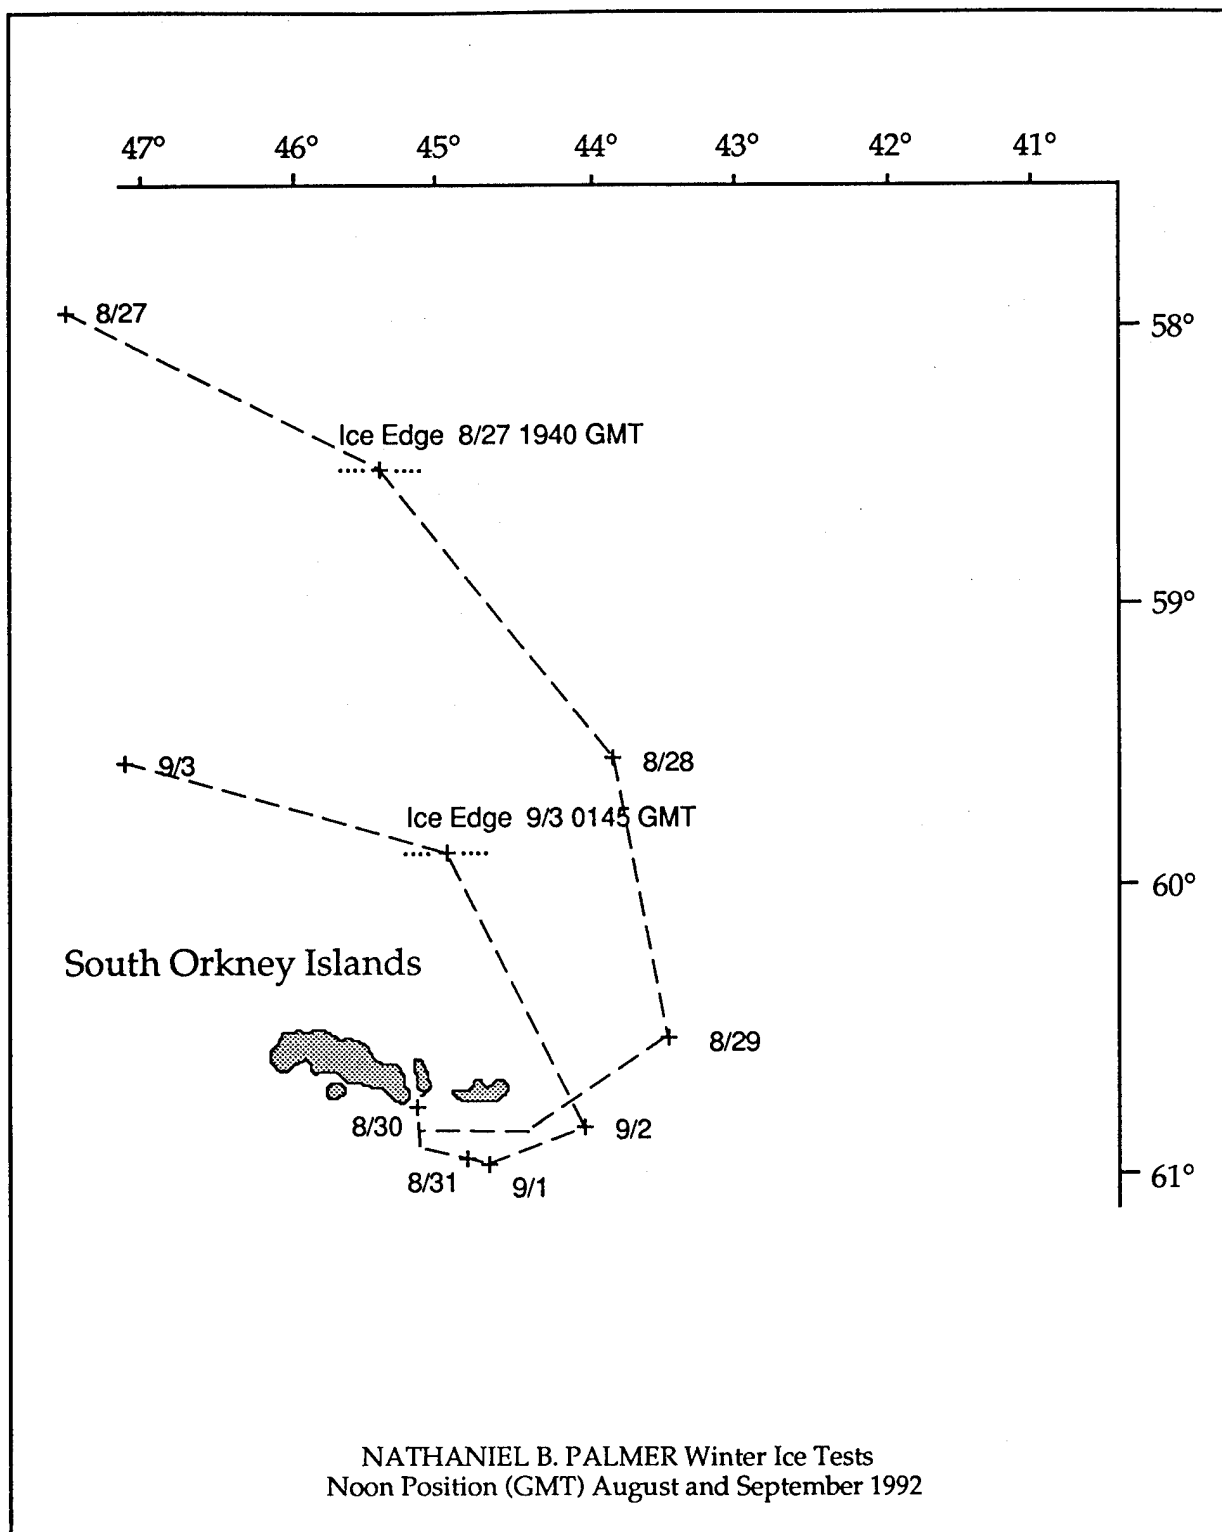 47° 46° 45° 44° 43° 42° 41°
8/27
58°
Ice Edge 8/27 1940 GMT
59°
8/28
9/3
Ice Edge 9/3 0145 GMT
60°
South Orkney Islands
8/29
8/30
9/2
8/31
9/1
61°
NATHANIEL B. PALMER Winter Ice Tests
Noon Position (GMT) August and September 1992